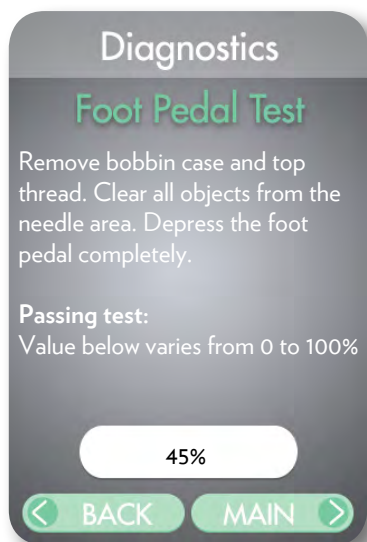 Diagnostics
Foot Pedal Test
Remove bobbin case and top
thread. Clear all objects from the
needle area. Depress the foot
pedal completely.
Passing test:
Value below varies from 0 to 100%
45%
BACK MAIN